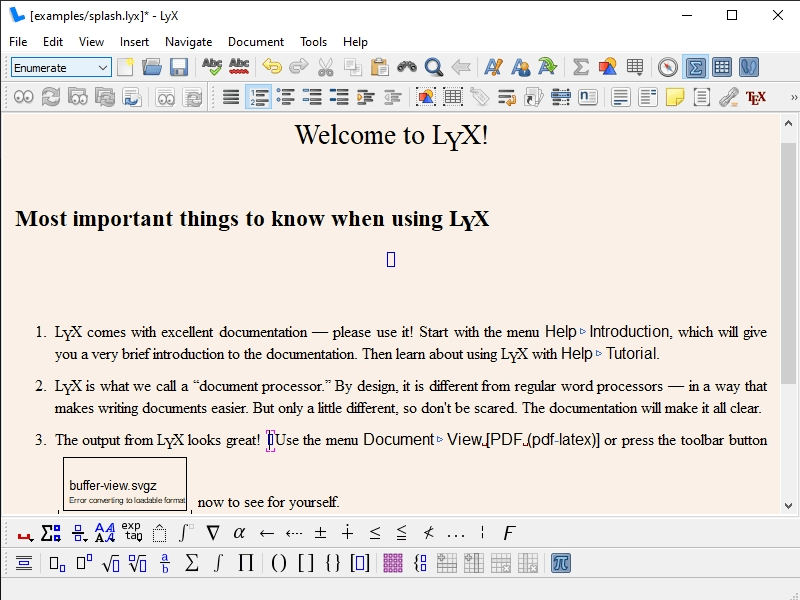 [examples/splash.lyx]* - LyX
File Edit View Insert Navigate Document Tools Help
Enumerate Abc Abc
TEX »
Welcome to LyX!
Most important things to know when using LyX
1. LyX comes with excellent documentation — please use it! Start with the menu Help ▹ Introduction, which will give
you a very brief introduction to the documentation. Then learn about using LyX with Help ▹ Tutorial.
2. LyX is what we call a “document processor.” By design, it is different from regular word processors — in a way that
makes writing documents easier. But only a little different, so don't be scared. The documentation will make it all clear.
3. The output from LyX looks great! Use the menu Document ▹ View [PDF (pdf-latex)] or press the toolbar button
buffer-view.svgz
Error converting to loadable format
now to see for yourself.
Σ AA AA exp tag ∫ ∇ α ← ⇠ ± ∔ ≤ ≦ ≮ … ¦ F
√ √ a/b Σ ∫ Π () [] {} [] { π